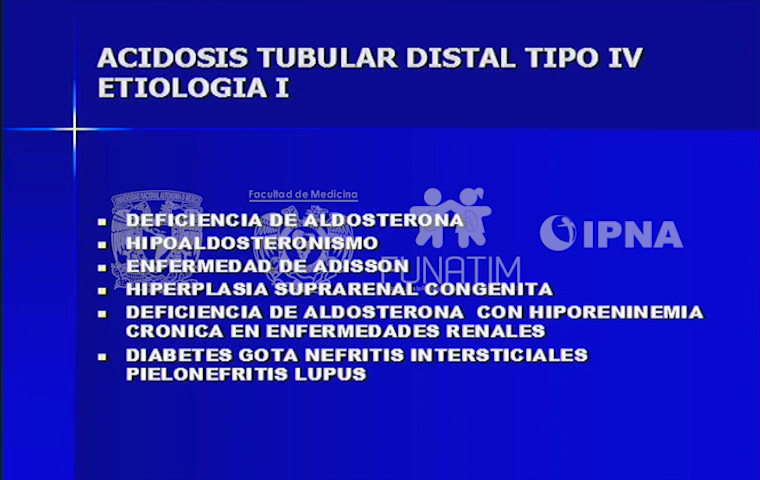 ACIDOSIS TUBULAR DISTAL TIPO IV
ETIOLOGIA I
Facultad de Medicina
DEFICIENCIA DE ALDOSTERONA
HIPOALDOSTERONISMO
IPNA
ENFERMEDAD DE ADISSON
FUNATIM
HIPERPLASIA SUPRARENAL CONGENITA
DEFICIENCIA DE ALDOSTERONA CON HIPORENINEMIA
CRONICA EN ENFERMEDADES RENALES
DIABETES GOTA NEFRITIS INTERSTICIALES
PIELONEFRITIS LUPUS